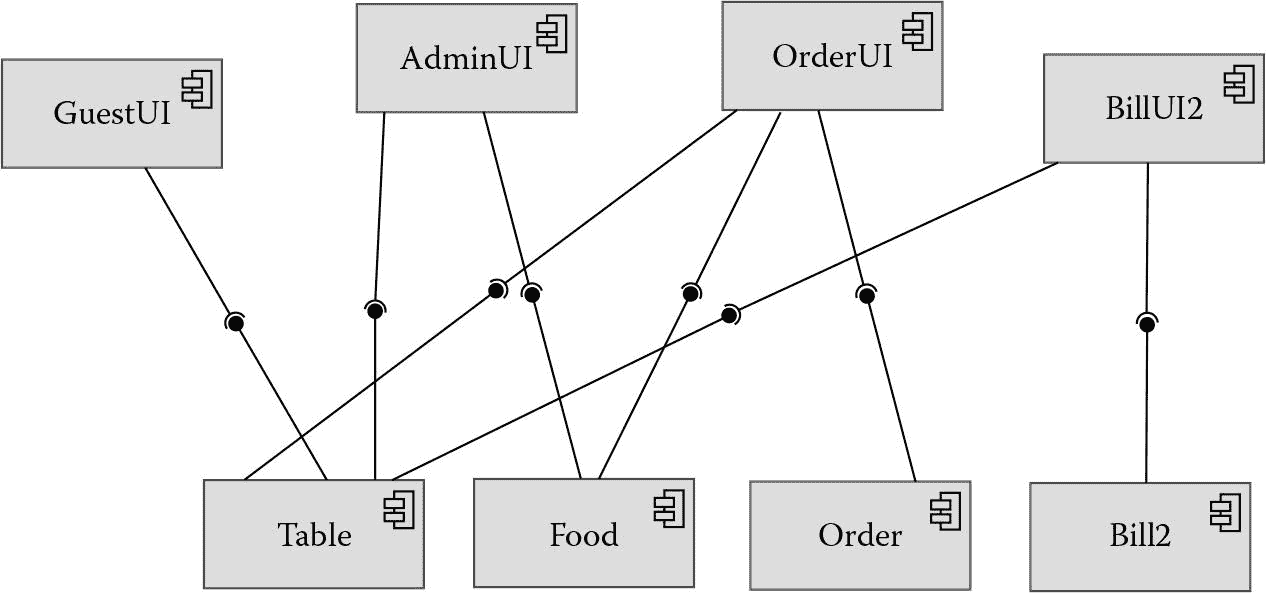 GuestUI
AdminUI
OrderUI
BillUI2
Table
Food
Order
Bill2